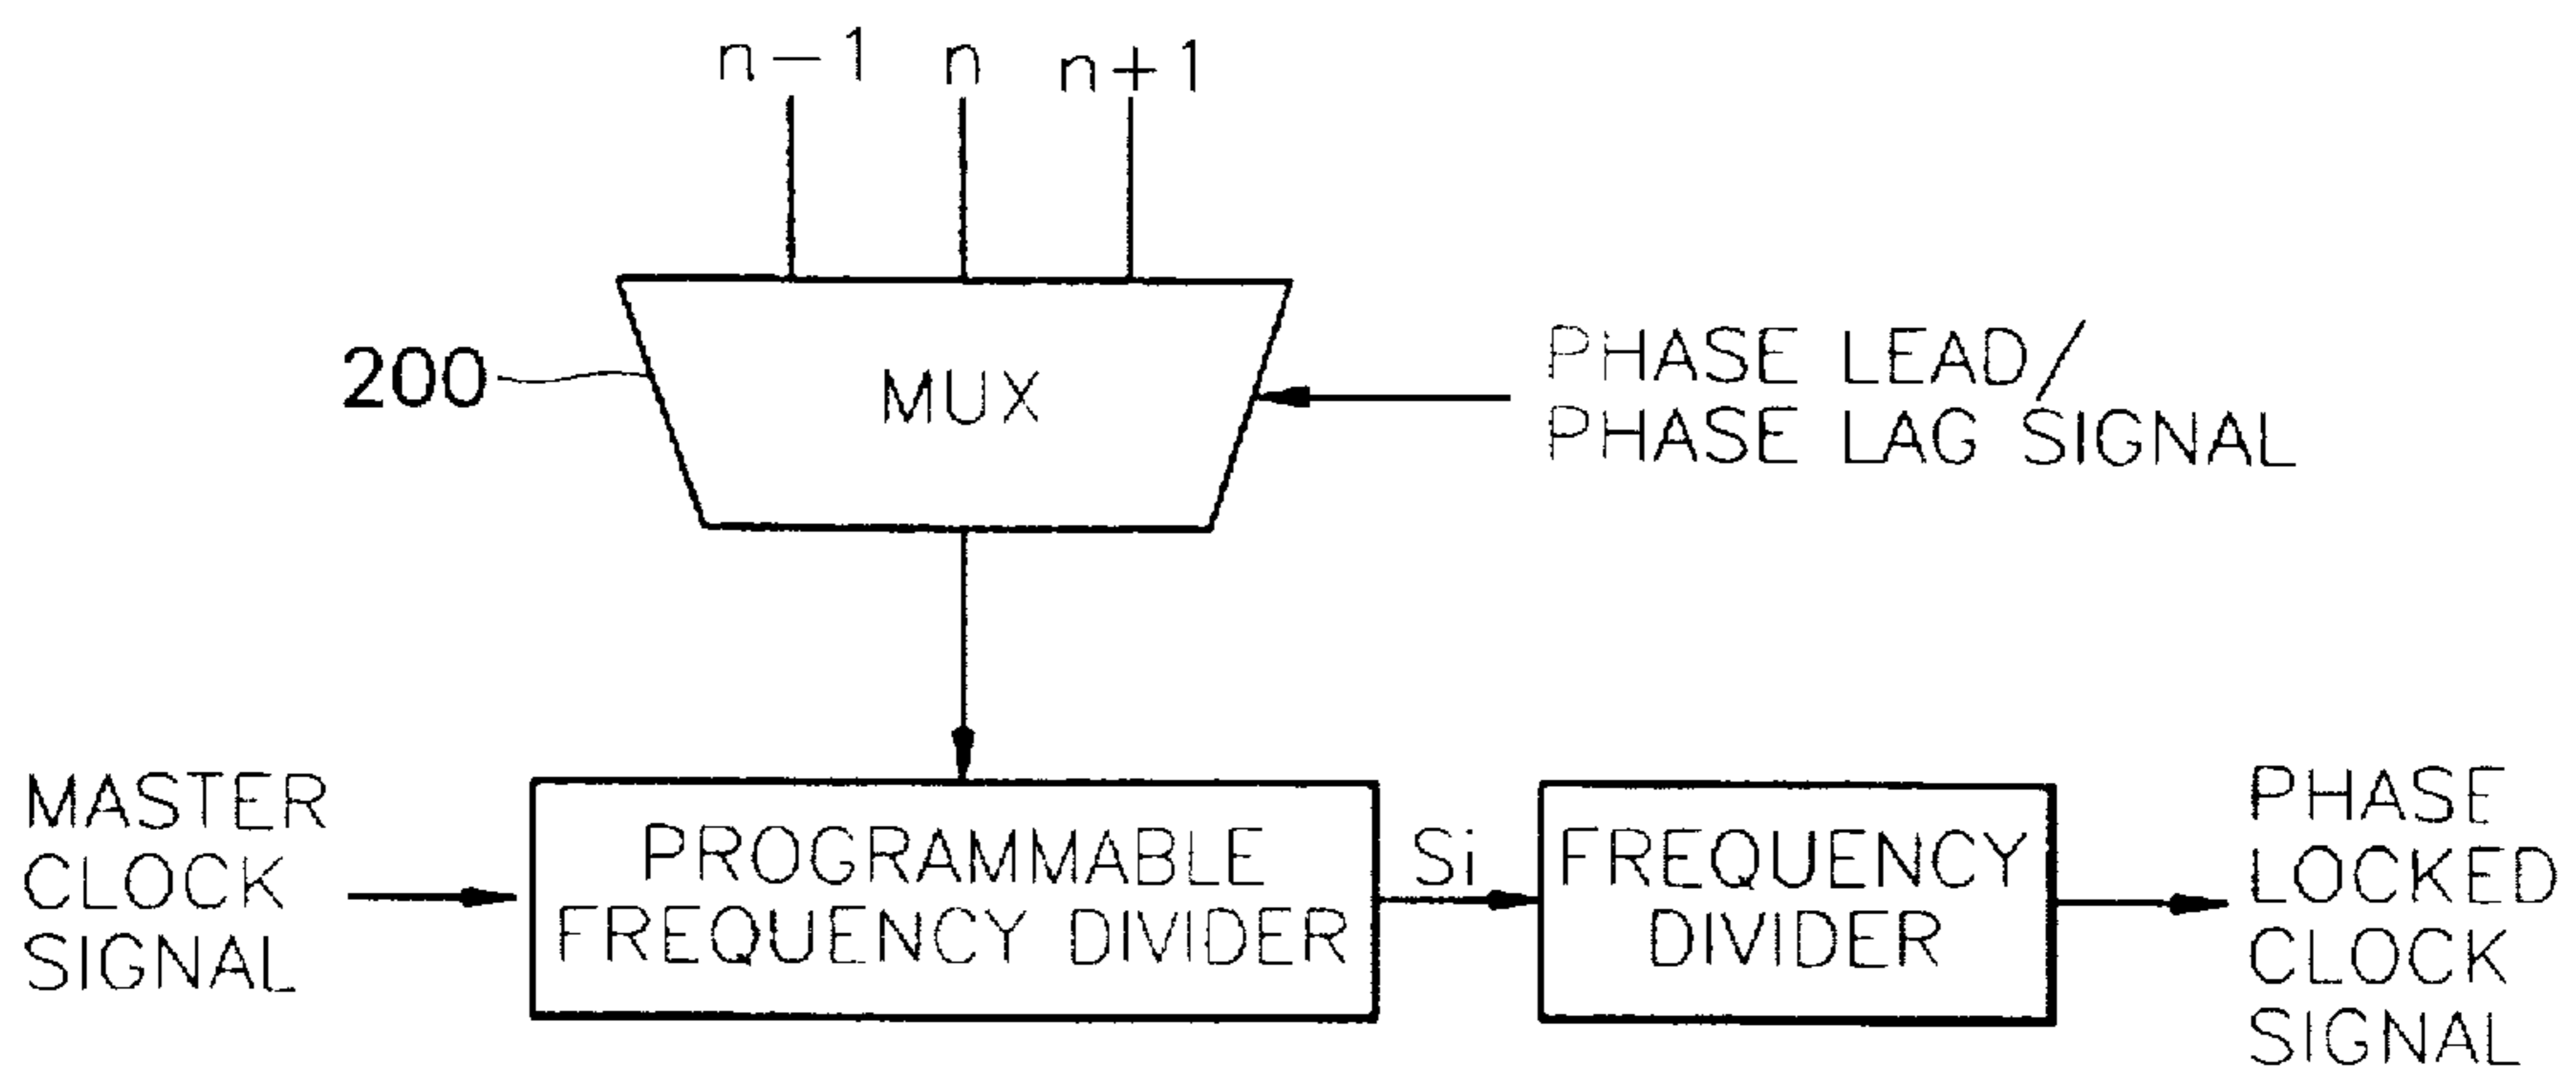 n-1 n n+1
200
MUX
PHASE LEAD/
PHASE LAG SIGNAL
MASTER
CLOCK
SIGNAL
PROGRAMMABLE
FREQUENCY DIVIDER
Si
FREQUENCY
DIVIDER
PHASE
LOCKED
CLOCK
SIGNAL